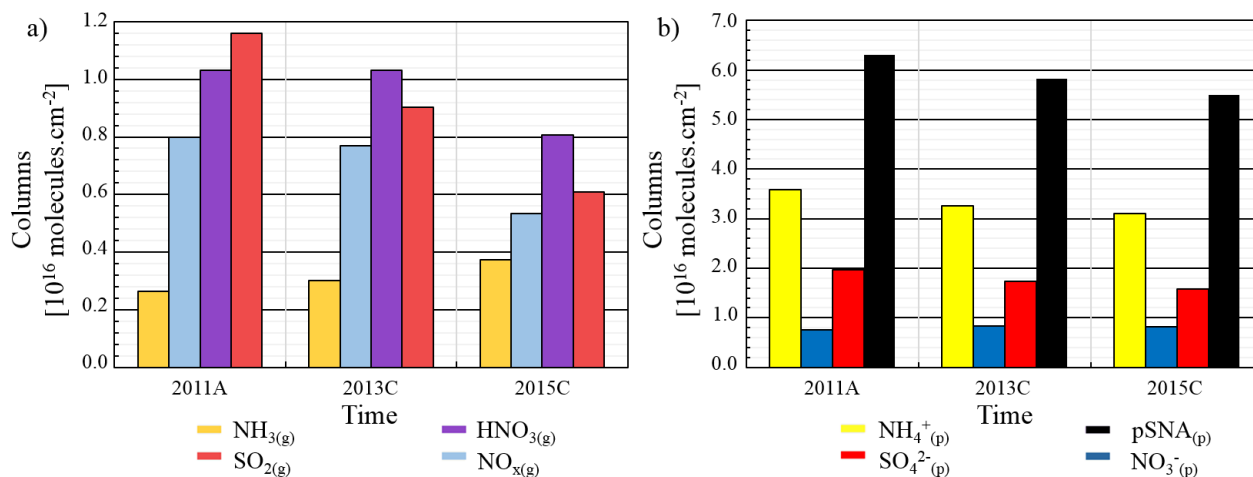 a)
Columns
[10¹⁶ molecules.cm⁻²]
1.2
1.0
0.8
0.6
0.4
0.2
0.0
2011A
2013C
2015C
Time
NH₃₍g₎
HNO₃₍g₎
SO₂₍g₎
NOₓ₍g₎
b)
Columns
[10¹⁶ molecules.cm⁻²]
7.0
6.0
5.0
4.0
3.0
2.0
1.0
0.0
2011A
2013C
2015C
Time
NH₄⁺₍p₎
pSNA₍p₎
SO₄²⁻₍p₎
NO₃⁻₍p₎